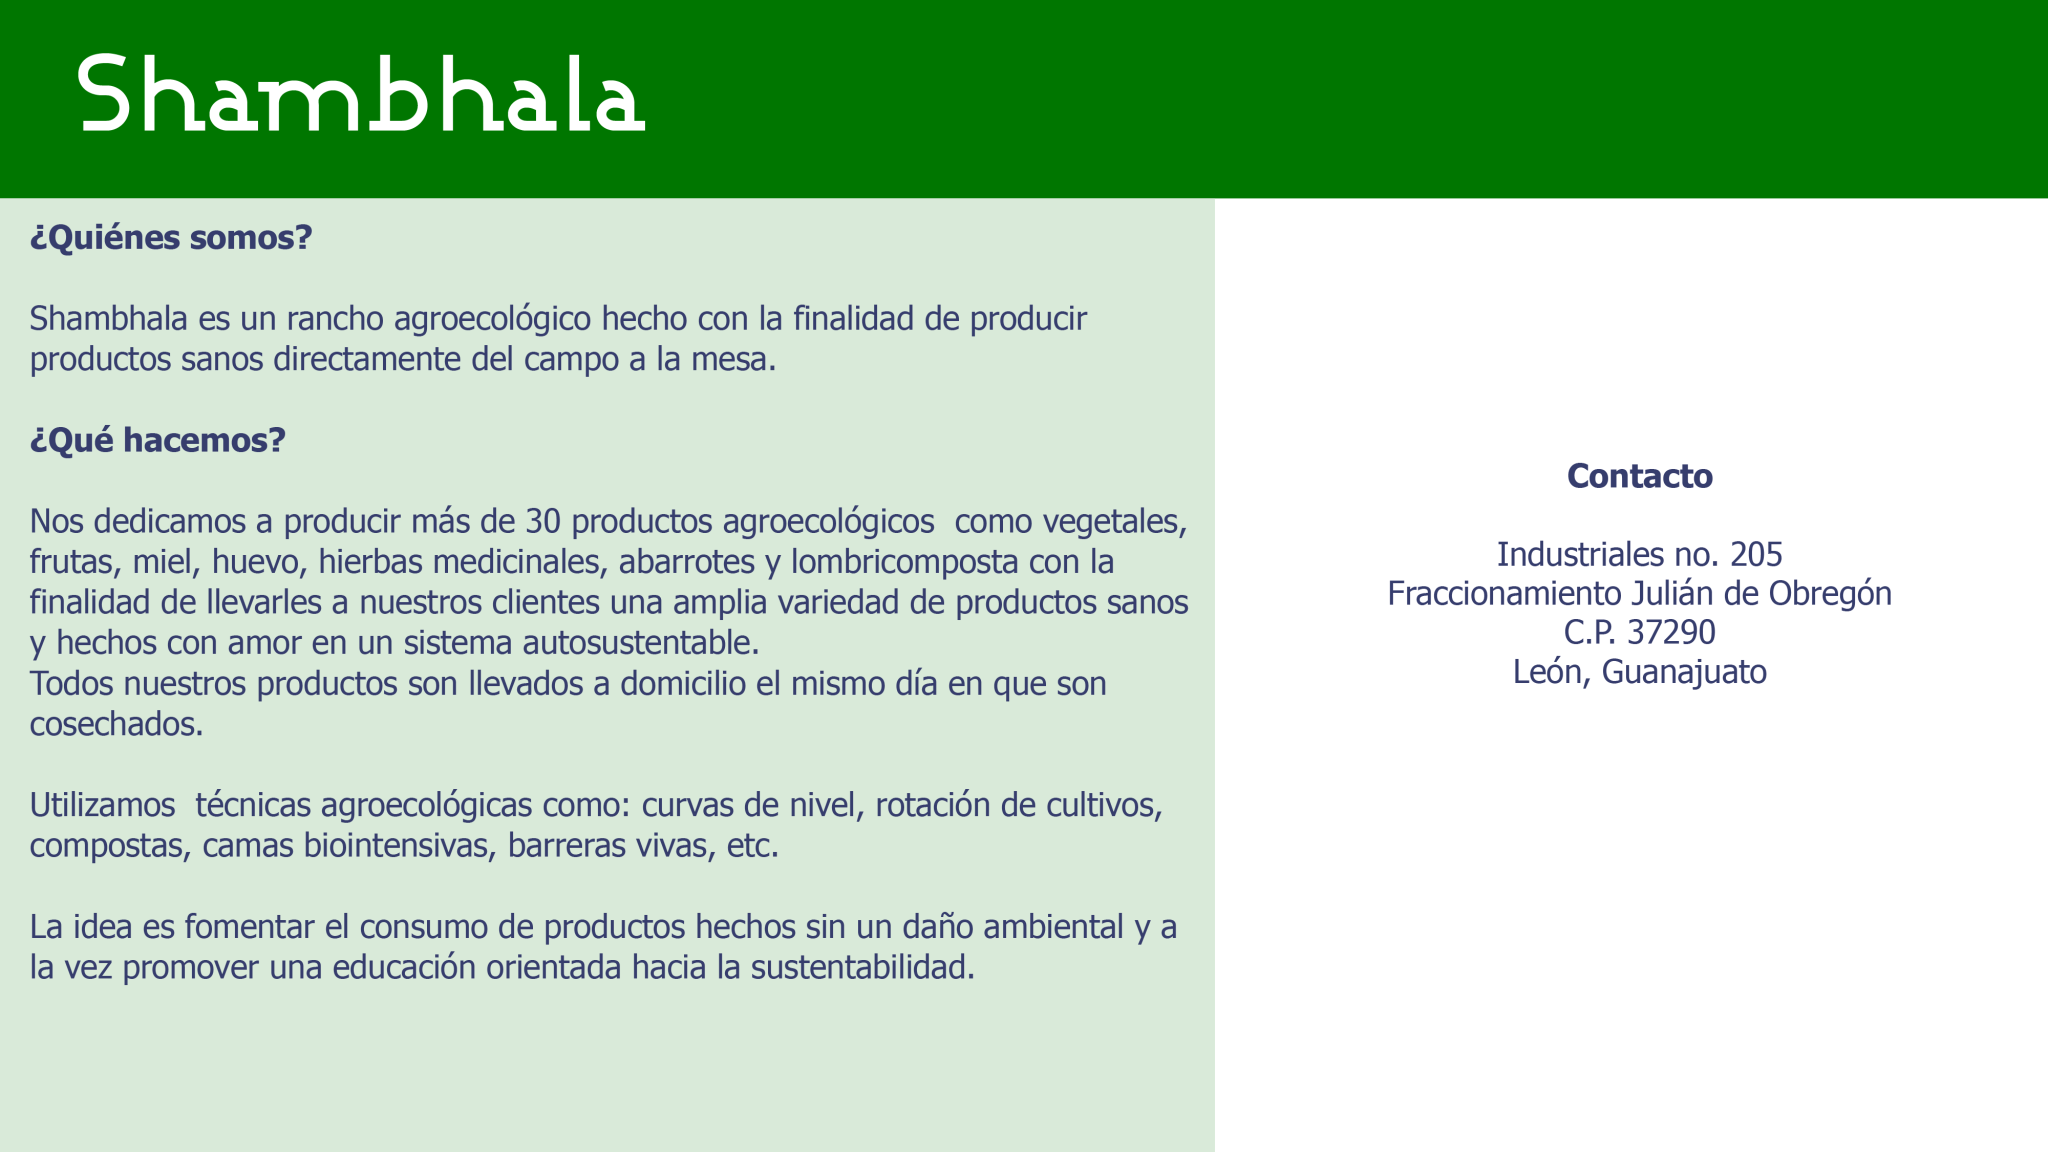 Shambhala
¿Quiénes somos?
Shambhala es un rancho agroecológico hecho con la finalidad de producir
productos sanos directamente del campo a la mesa.
¿Qué hacemos?
Nos dedicamos a producir más de 30 productos agroecológicos  como vegetales,
frutas, miel, huevo, hierbas medicinales, abarrotes y lombricomposta con la
finalidad de llevarles a nuestros clientes una amplia variedad de productos sanos
y hechos con amor en un sistema autosustentable.
Todos nuestros productos son llevados a domicilio el mismo día en que son
cosechados.
Utilizamos  técnicas agroecológicas como: curvas de nivel, rotación de cultivos,
compostas, camas biointensivas, barreras vivas, etc.
La idea es fomentar el consumo de productos hechos sin un daño ambiental y a
la vez promover una educación orientada hacia la sustentabilidad.
Contacto
Industriales no. 205
Fraccionamiento Julián de Obregón
C.P. 37290
León, Guanajuato